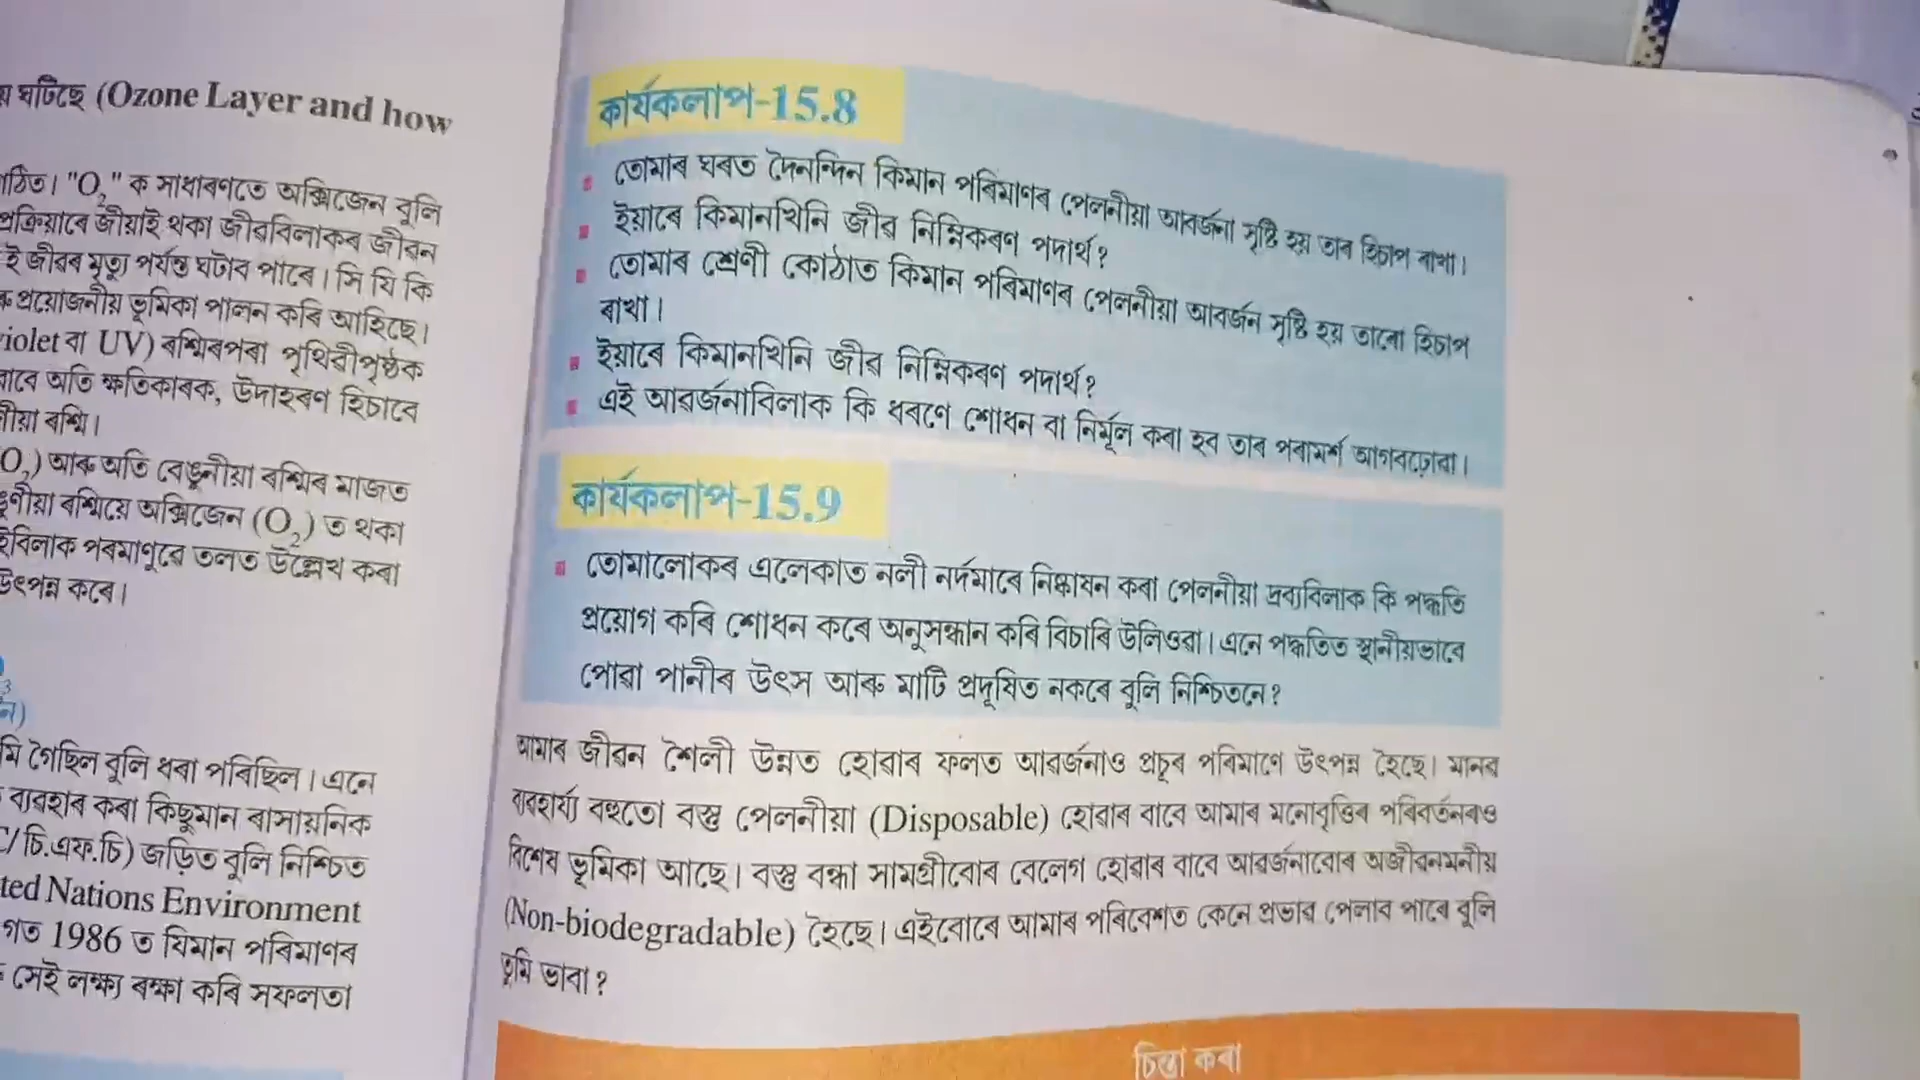 ঘটিছে (Ozone Layer and how
গঠিত। "O₂" ক সাধাৰণতে অক্সিজেন বুলি
প্ৰক্ৰিয়াৰে জীয়াই থকা জীৱবিলাকৰ জীৱন
ই জীৱৰ মৃত্যু পৰ্যন্ত ঘটাব পাৰে। সি যি কি
প্ৰয়োজনীয় ভূমিকা পালন কৰি আহিছে।
violet বা UV) ৰশ্মিৰপৰা পৃথিৱীপৃষ্ঠক
বাবে অতি ক্ষতিকাৰক, উদাহৰণ হিচাবে
ণীয়া ৰশ্মি।
O₂) আৰু অতি বেঙুনীয়া ৰশ্মিৰ মাজত
ঙুণীয়া ৰশ্মিয়ে অক্সিজেন (O₂) ত থকা
ইবিলাক পৰমাণুৱে তলত উল্লেখ কৰা
উৎপন্ন কৰে।
3
ন)
মি গৈছিল বুলি ধৰা পৰিছিল। এনে
ব্যৱহাৰ কৰা কিছুমান ৰাসায়নিক
C/ চি.এফ.চি) জড়িত বুলি নিশ্চিত
ted Nations Environment
গত 1986 ত যিমান পৰিমাণৰ
সেই লক্ষ্য ৰক্ষা কৰি সফলতা
কাৰ্যকলাপ-15.8
তোমাৰ ঘৰত দৈনন্দিন কিমান পৰিমাণৰ পেলনীয়া আবৰ্জনা সৃষ্টি হয় তাৰ হিচাপ ৰাখা।
ইয়াৰে কিমানখিনি জীৱ নিম্নিকৰণ পদাৰ্থ?
তোমাৰ শ্ৰেণী কোঠাত কিমান পৰিমাণৰ পেলনীয়া আবৰ্জন সৃষ্টি হয় তাৰো হিচাপ
ৰাখা।
ইয়াৰে কিমানখিনি জীৱ নিম্নিকৰণ পদাৰ্থ?
এই আৱৰ্জনাবিলাক কি ধৰণে শোধন বা নিৰ্মূল কৰা হব তাৰ পৰামৰ্শ আগবঢ়োৱা।
কাৰ্যকলাপ-15.9
তোমালোকৰ এলেকাত নলী নৰ্দমাৰে নিষ্কাষন কৰা পেলনীয়া দ্ৰব্যবিলাক কি পদ্ধতি
প্ৰয়োগ কৰি শোধন কৰে অনুসন্ধান কৰি বিচাৰি উলিওৱা। এনে পদ্ধতিত স্থানীয়ভাবে
পোৱা পানীৰ উৎস আৰু মাটি প্ৰদূষিত নকৰে বুলি নিশ্চিতনে?
আমাৰ জীৱন শৈলী উন্নত হোৱাৰ ফলত আৱৰ্জনাও প্ৰচুৰ পৰিমাণে উৎপন্ন হৈছে। মানৱ
ব্যৱহাৰ্য্য বহুতো বস্তু পেলনীয়া (Disposable) হোৱাৰ বাবে আমাৰ মনোবৃত্তিৰ পৰিবৰ্তনৰও
বিশেষ ভূমিকা আছে। বস্তু বন্ধা সামগ্ৰীবোৰ বেলেগ হোৱাৰ বাবে আৱৰ্জনাবোৰ অজীৱনমনীয়
(Non-biodegradable) হৈছে। এইবোৰে আমাৰ পৰিবেশত কেনে প্ৰভাৱ পেলাব পাৰে বুলি
তুমি ভাবা?
চিন্তা কৰা